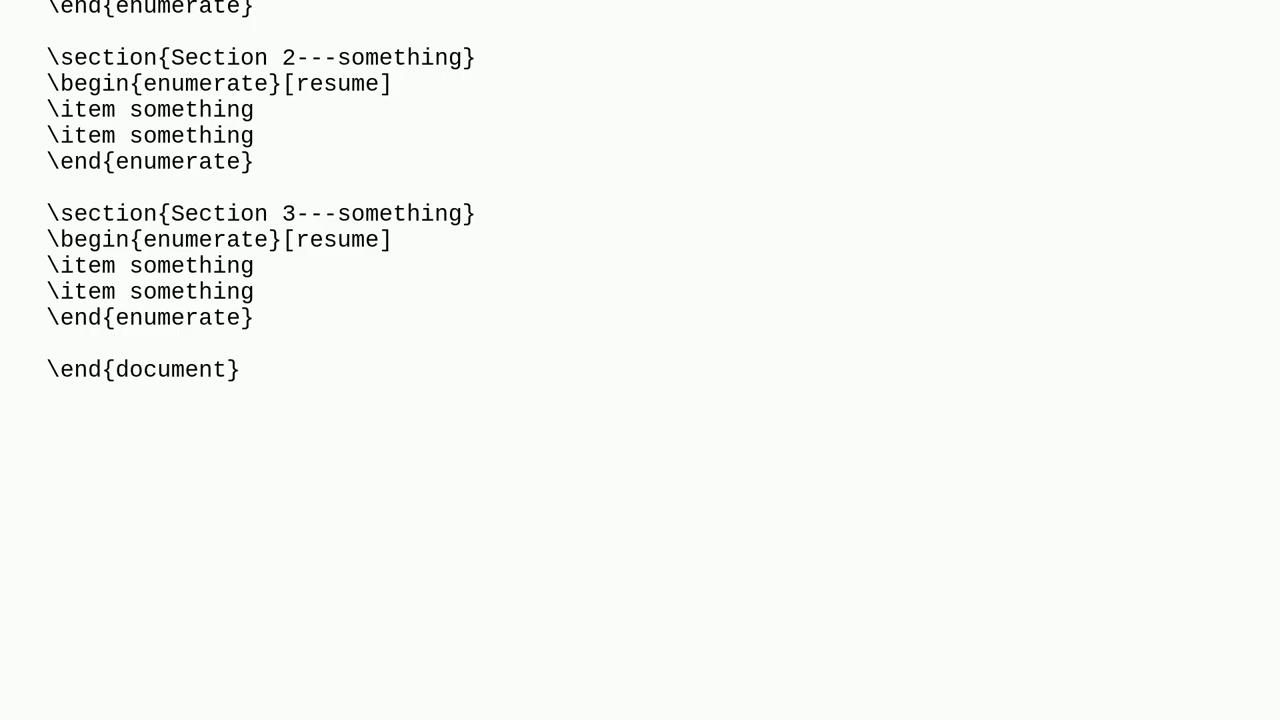 \end{enumerate}
\section{Section 2---something}
\begin{enumerate}[resume]
\item something
\item something
\end{enumerate}
\section{Section 3---something}
\begin{enumerate}[resume]
\item something
\item something
\end{enumerate}
\end{document}